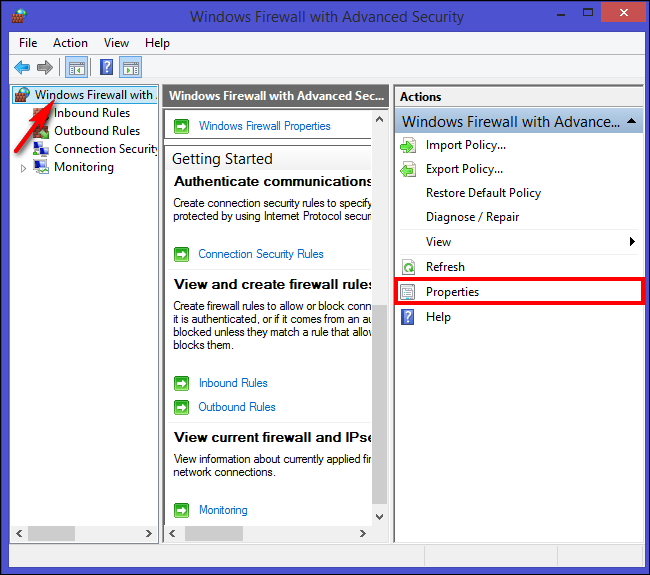 Windows Firewall with Advanced Security
File Action View Help
Windows Firewall with
Inbound Rules
Outbound Rules
Connection Security
Monitoring
Windows Firewall with Advanced Sec...
Windows Firewall Properties
Getting Started
Authenticate communications
Create connection security rules to specify
protected by using Internet Protocol secur
Connection Security Rules
View and create firewall rules
Create firewall rules to allow or block conn
it is authenticated, or if it comes from an au
blocked unless they match a rule that allow
blocks them.
Inbound Rules
Outbound Rules
View current firewall and IPse
View information about currently applied fir
network connections.
Monitoring
Actions
Windows Firewall with Advance...
Import Policy...
Export Policy...
Restore Default Policy
Diagnose / Repair
View
Refresh
Properties
Help